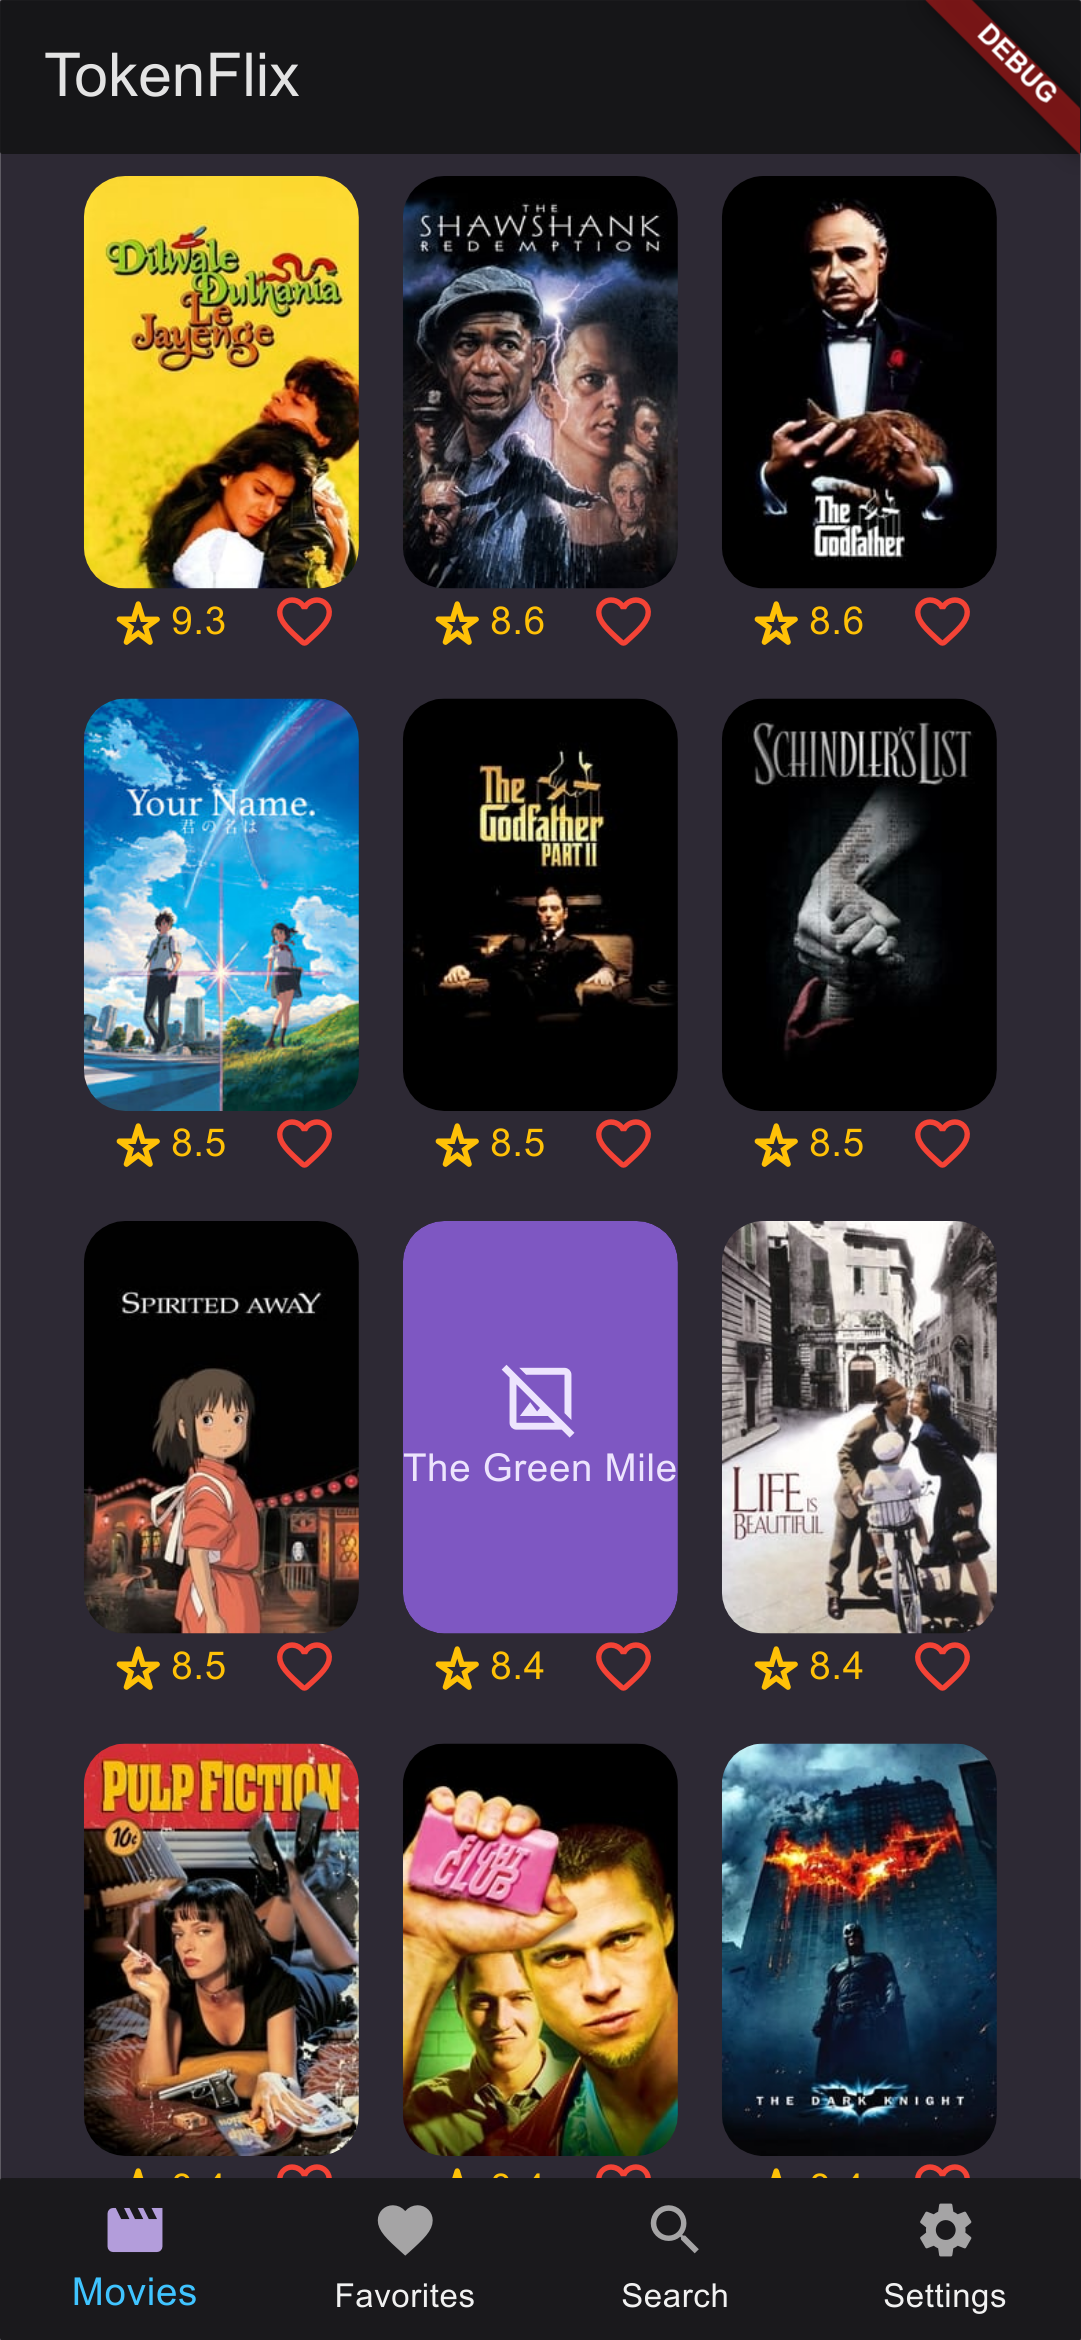 TokenFlix
DEBUG
Dilwale
Dulhania
Le
Jayenge
THE
SHAWSHANK
REDEMPTION
The
Godfather
9.3
8.6
8.6
Your Name.
君の名は
The
Godfather
PART II
SCHINDLER'S LIST
8.5
8.5
8.5
SPIRITED AWAY
The Green Mile
LIFE IS
BEAUTIFUL
8.5
8.4
8.4
PULP FICTION
10¢
FIGHT
CLUB
THE DARK KNIGHT
Movies
Favorites
Search
Settings